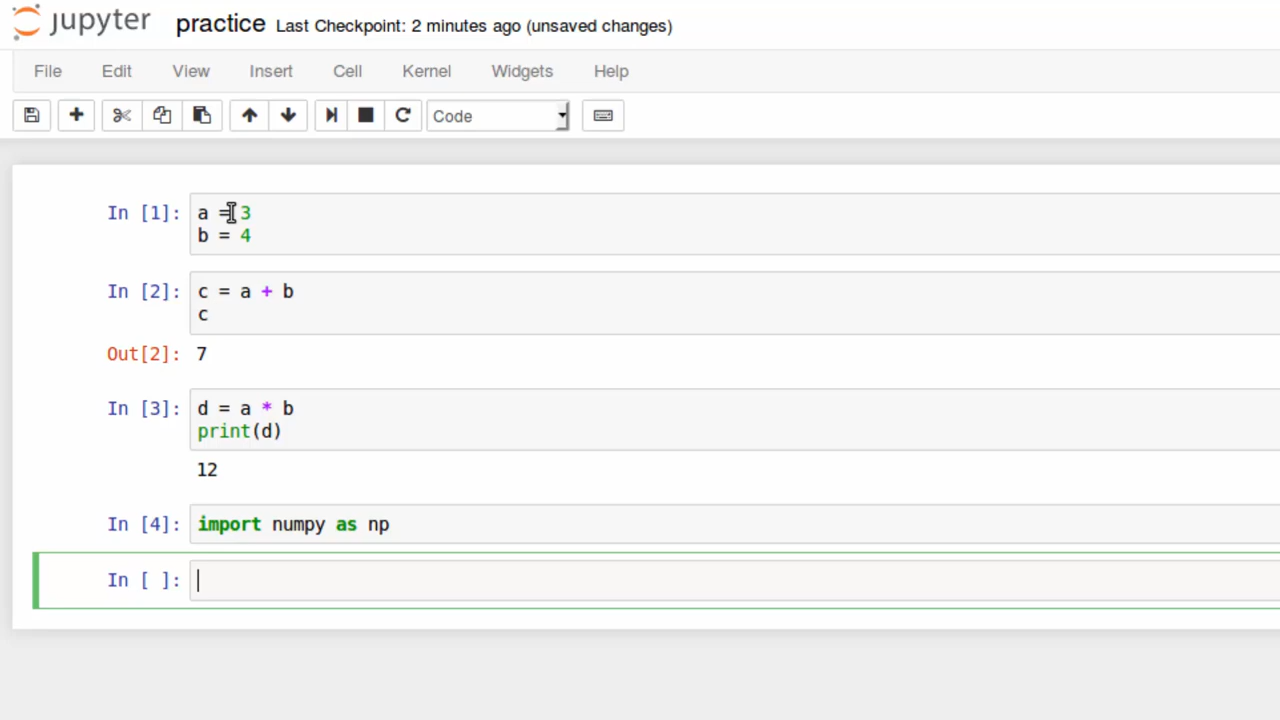 jupyter practice Last Checkpoint: 2 minutes ago (unsaved changes)
File Edit View Insert Cell Kernel Widgets Help
Code
In [1]: a = 3
b = 4
In [2]: c = a + b
c
Out[2]: 7
In [3]: d = a * b
print(d)
12
In [4]: import numpy as np
In [ ]: